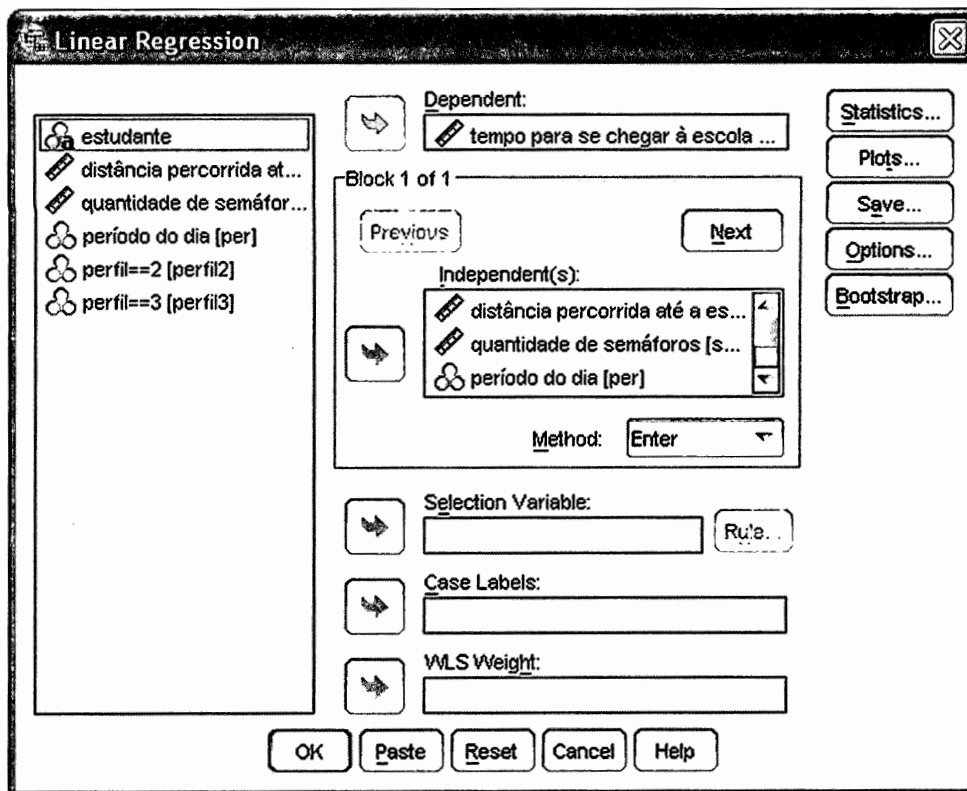 Linear Regression
estudante
distância percorrida at...
quantidade de semáfor...
período do dia [per]
perfil==2 [perfil2]
perfil==3 [perfil3]
Dependent:
tempo para se chegar à escola ...
Block 1 of 1
Previous
Next
Independent(s):
distância percorrida até a es...
quantidade de semáforos [s...
período do dia [per]
Method:
Enter
Selection Variable:
Rule...
Case Labels:
WLS Weight:
Statistics...
Plots...
Save...
Options...
Bootstrap...
OK
Paste
Reset
Cancel
Help